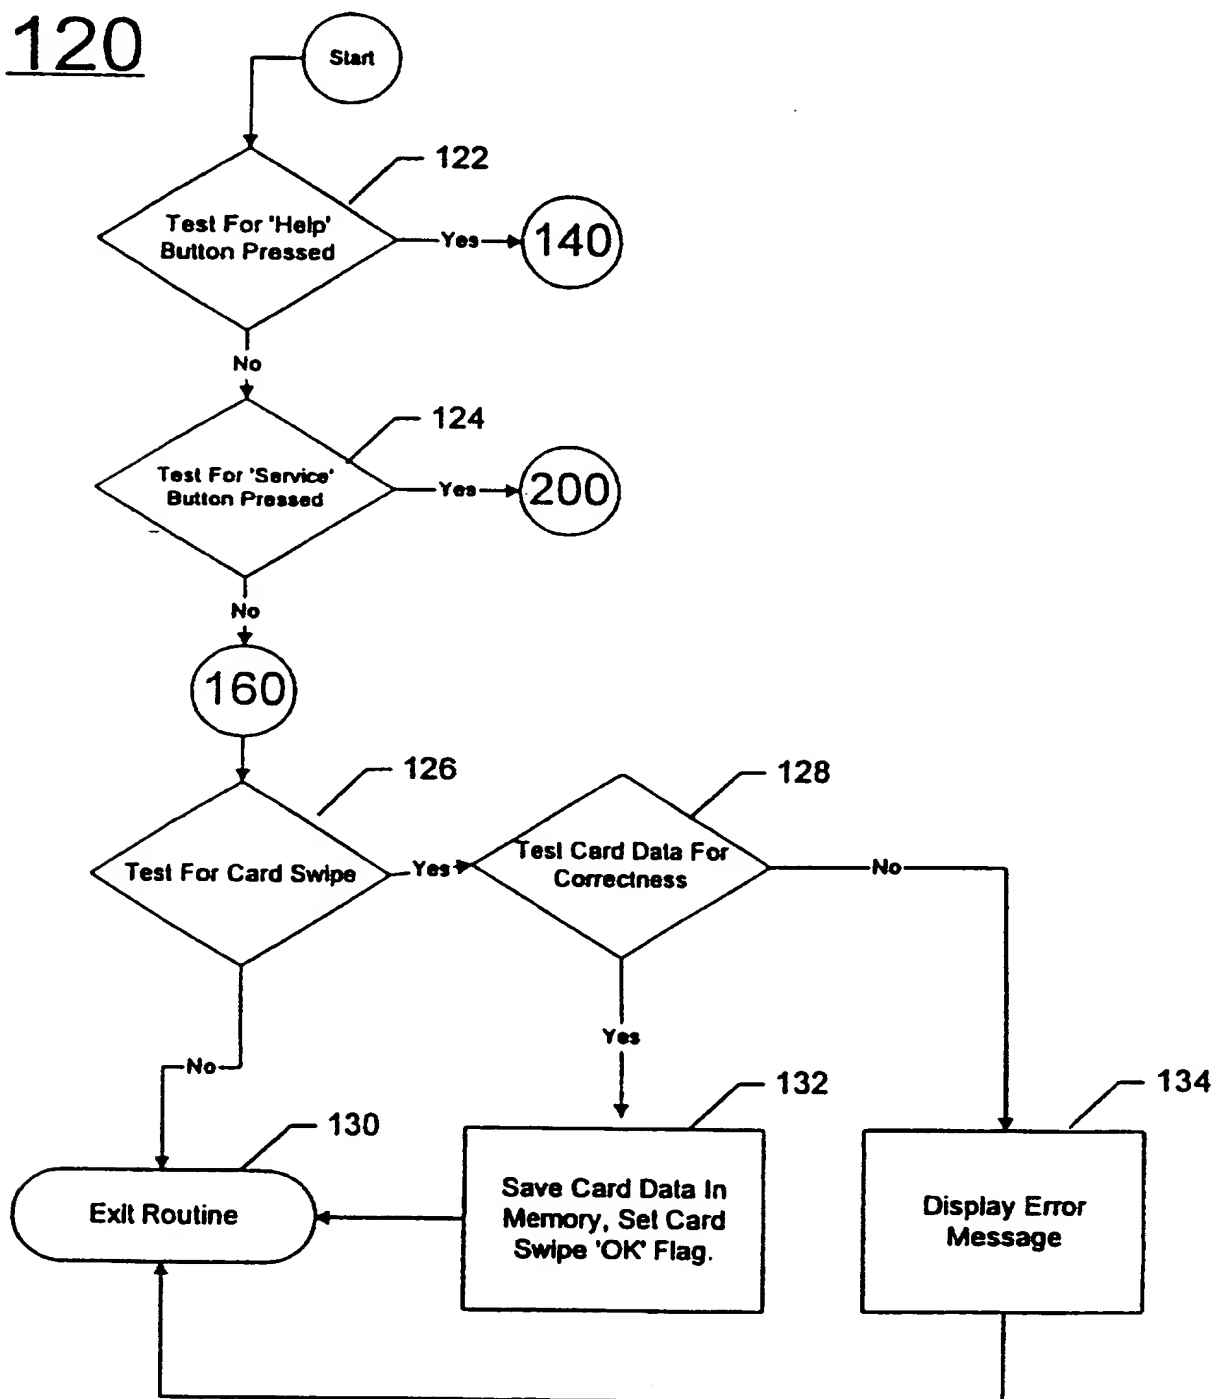 120
Start
122
Test For 'Help'
Button Pressed
Yes
140
No
124
Test For 'Service'
Button Pressed
Yes
200
No
160
126
Test For Card Swipe
Yes
128
Test Card Data For
Correctness
No
Yes
No
130
Exit Routine
132
Save Card Data In
Memory, Set Card
Swipe 'OK' Flag.
134
Display Error
Message